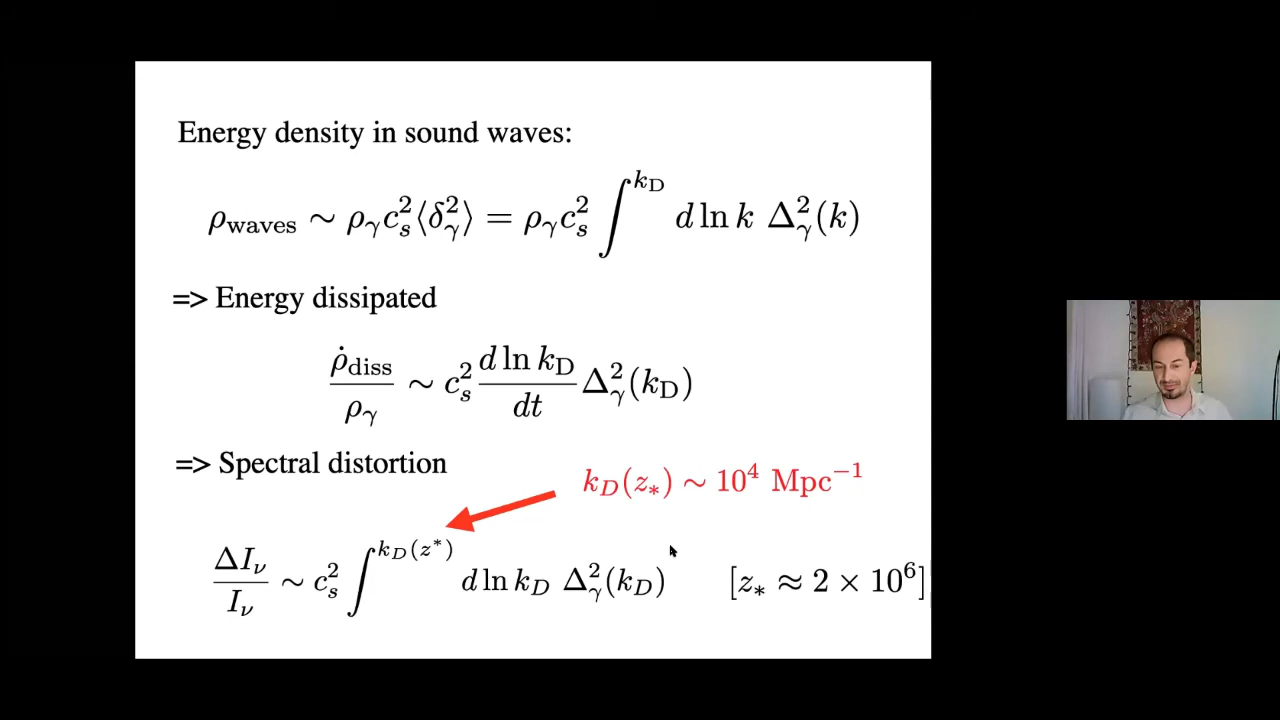 Energy density in sound waves:
ρ_waves ∼ ρ_γ c_s^2 ⟨δ_γ^2⟩ = ρ_γ c_s^2 ∫^{k_D} d ln k Δ_γ^2(k)
=> Energy dissipated
ρ̇_diss / ρ_γ ∼ c_s^2 (d ln k_D / dt) Δ_γ^2(k_D)
=> Spectral distortion
k_D(z_*) ∼ 10^4 Mpc^{-1}
ΔI_ν / I_ν ∼ c_s^2 ∫^{k_D(z^*)} d ln k_D Δ_γ^2(k_D) [z_* ≈ 2 × 10^6]